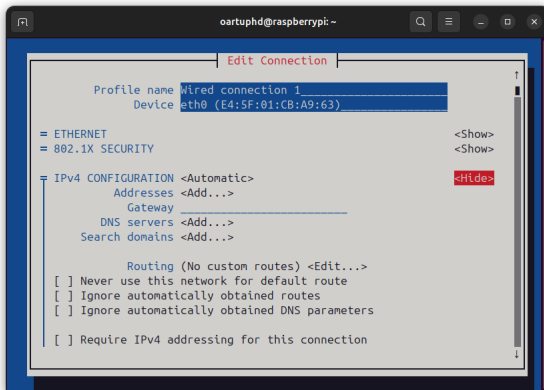 oartuphd@raspberrypi: ~
Edit Connection
Profile name Wired connection 1
Device eth0 (E4:5F:01:CB:A9:63)
= ETHERNET <Show>
= 802.1X SECURITY <Show>
= IPv4 CONFIGURATION <Automatic> <Hide>
Addresses <Add...>
Gateway
DNS servers <Add...>
Search domains <Add...>
Routing (No custom routes) <Edit...>
[ ] Never use this network for default route
[ ] Ignore automatically obtained routes
[ ] Ignore automatically obtained DNS parameters
[ ] Require IPv4 addressing for this connection